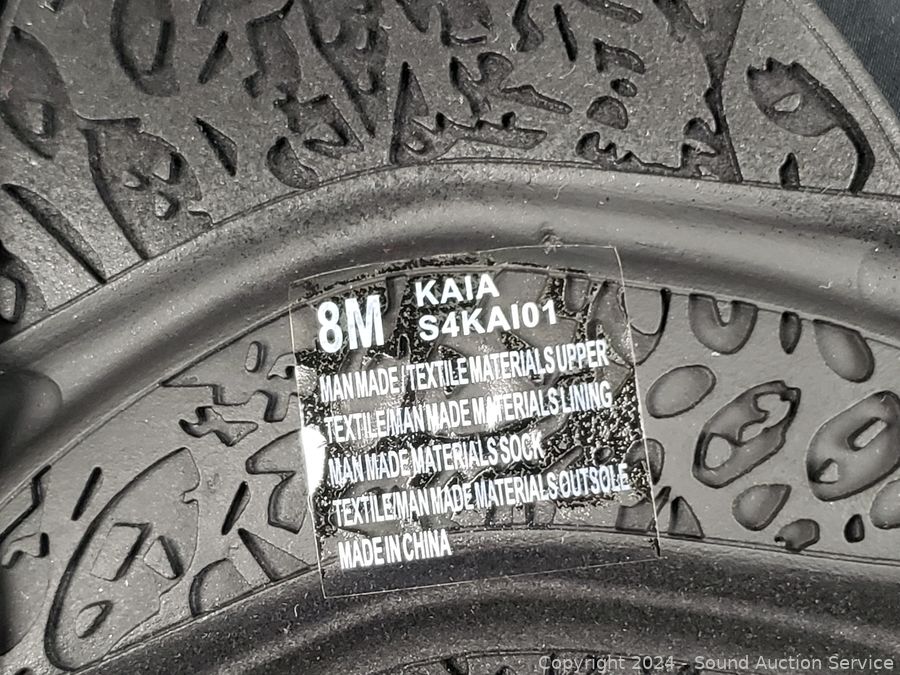 8M KAIA
S4KAI01
MAN MADE/TEXTILE MATERIALS UPPER
TEXTILE/MAN MADE MATERIALS LINING
MAN MADE MATERIALS SOCK
TEXTILE/MAN MADE MATERIALS OUTSOLE
MADE IN CHINA
Copyright 2024 - Sound Auction Service